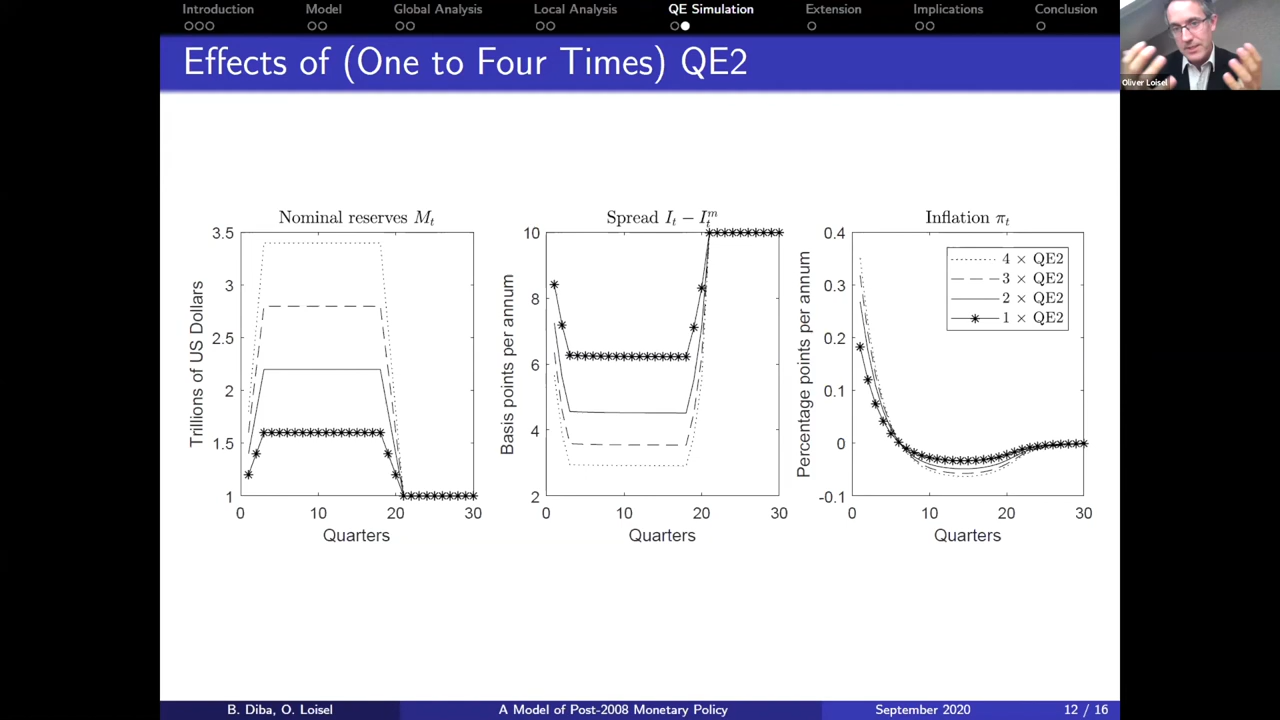 Introduction Model Global Analysis Local Analysis QE Simulation Extension Implications Conclusion
Effects of (One to Four Times) QE2
Oliver Loisel
Nominal reserves M_t
3.5
3
2.5
2
1.5
1
Trillions of US Dollars
0 10 20 30
Quarters
Spread I_t − I_t^m
10
8
6
4
2
Basis points per annum
0 10 20 30
Quarters
Inflation π_t
0.4
0.3
0.2
0.1
0
-0.1
Percentage points per annum
0 10 20 30
Quarters
4 × QE2
3 × QE2
2 × QE2
1 × QE2
B. Diba, O. Loisel A Model of Post-2008 Monetary Policy September 2020 12 / 16